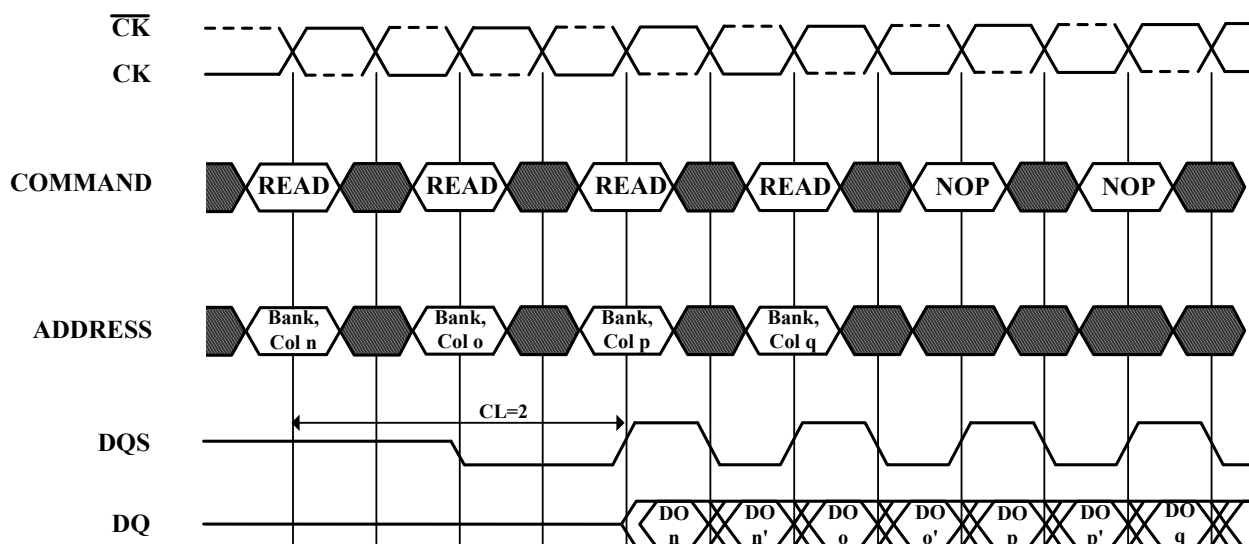 CK
CK
COMMAND
READ
READ
READ
READ
NOP
NOP
ADDRESS
Bank,
Col n
Bank,
Col o
Bank,
Col p
Bank,
Col q
CL=2
DQS
DQ
DO
n
DO
n'
DO
o
DO
o'
DO
p
DO
p'
DO
q